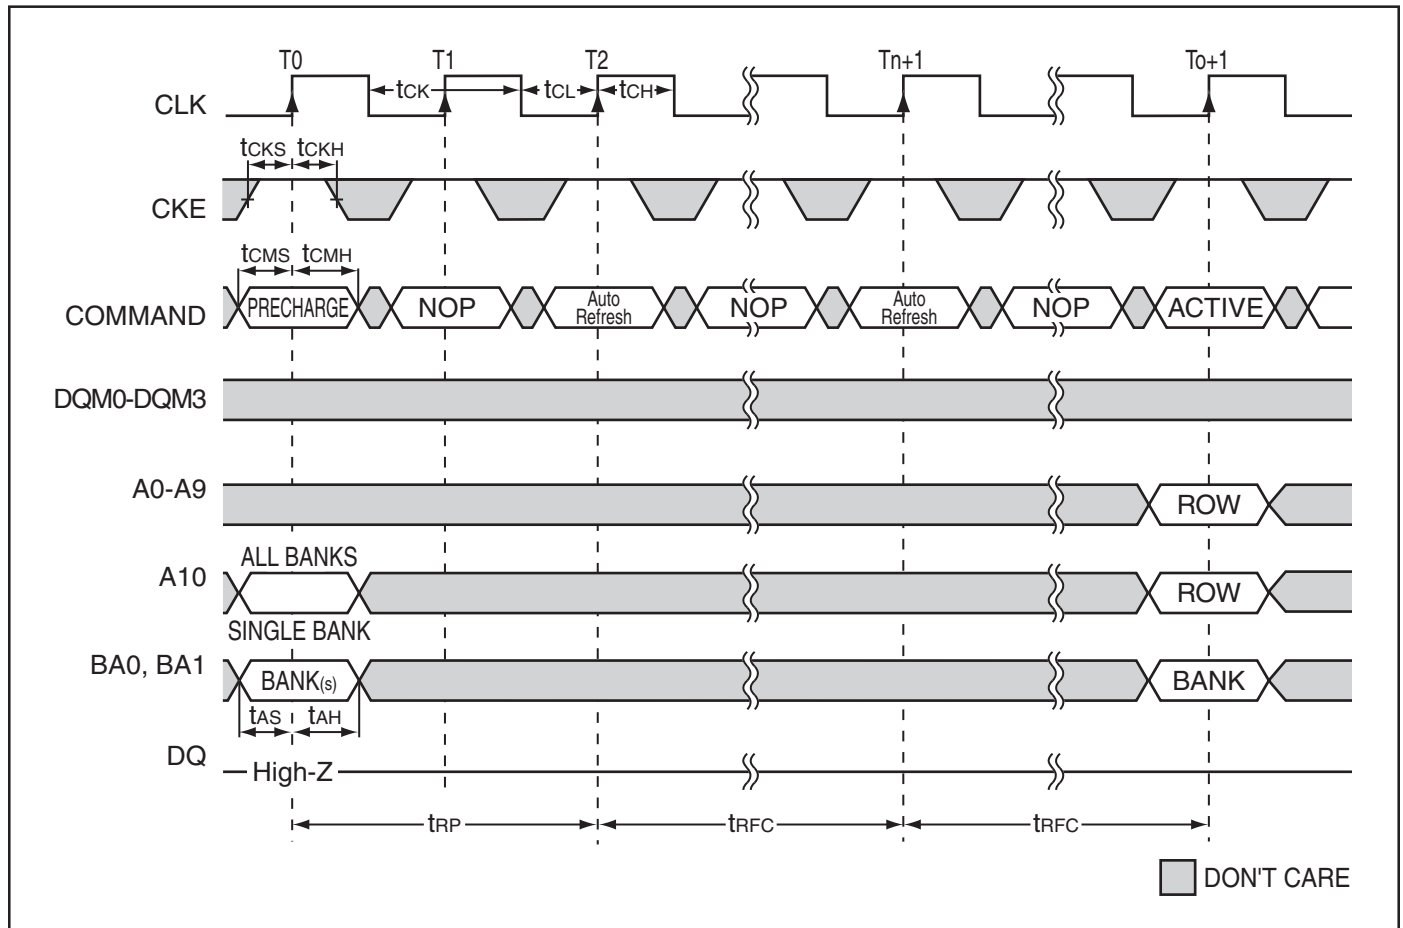 T0 T1 T2 Tn+1 To+1
CLK tCK tCL tCH
tCKS tCKH
CKE
tCMS tCMH
COMMAND PRECHARGE NOP Auto Refresh NOP Auto Refresh NOP ACTIVE
DQM0-DQM3
A0-A9 ROW
ALL BANKS
A10 ROW
SINGLE BANK
BA0, BA1 BANK(s) BANK
tAS tAH
DQ High-Z
tRP tRFC tRFC
DON'T CARE